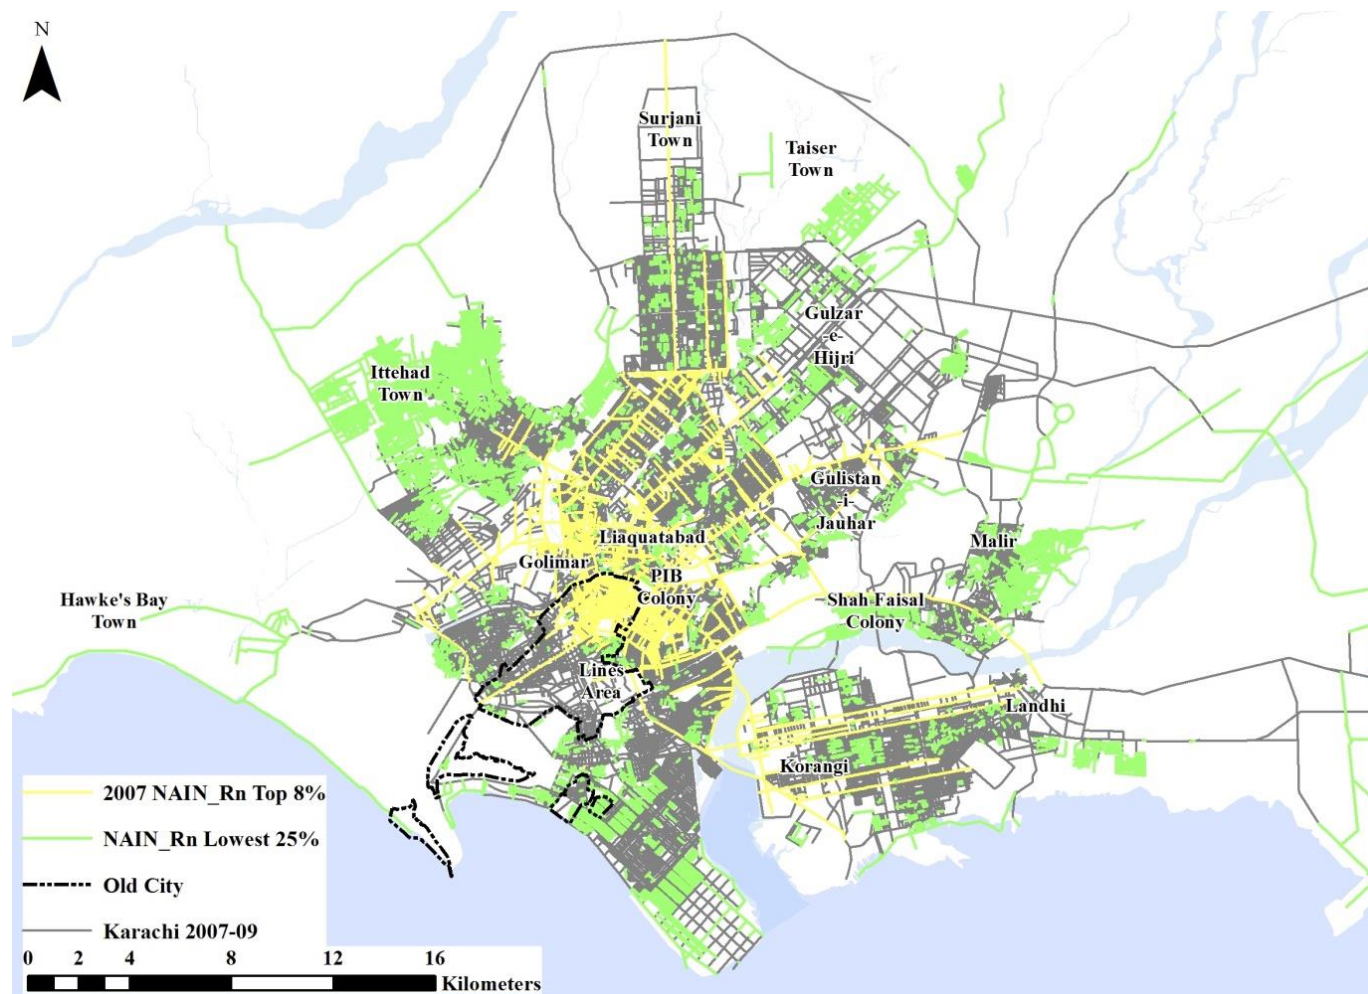 N
Surjani
Town
Taiser
Town
Gulzar
-e-
Hijri
Ittehad
Town
Gulistan
-i-
Jauhar
Liaquatabad
Malir
Golimar
PIB
Colony
Hawke's Bay
Town
Shah Faisal
Colony
Lines
Area
Landhi
Korangi
2007 NAIN_Rn Top 8%
NAIN_Rn Lowest 25%
Old City
Karachi 2007-09
0 2 4 8 12 16
Kilometers